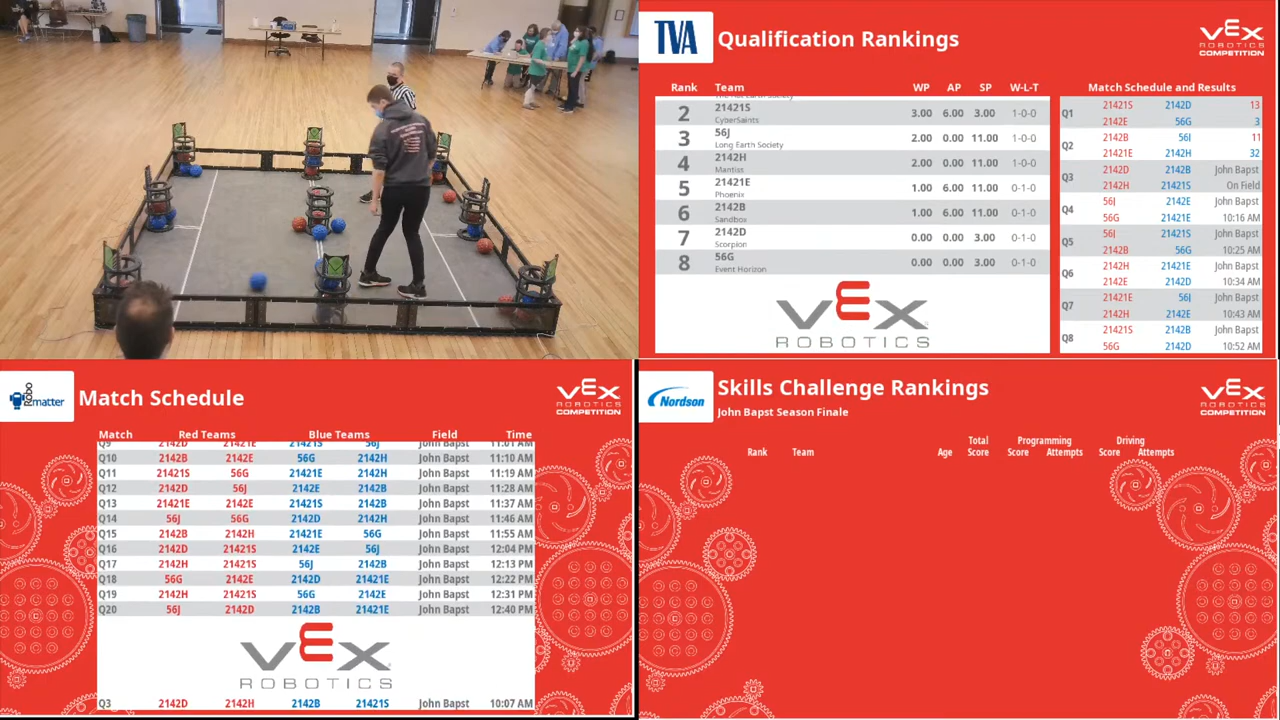 TVA
Qualification Rankings
VEX
ROBOTICS
COMPETITION
Rank Team WP AP SP W-L-T
2 21421S CyberSaints 3.00 6.00 3.00 1-0-0
3 56J Long Earth Society 2.00 0.00 11.00 1-0-0
4 2142H Mantiss 2.00 0.00 11.00 1-0-0
5 21421E Phoenix 1.00 6.00 11.00 0-1-0
6 2142B Sandbox 1.00 6.00 11.00 0-1-0
7 2142D Scorpion 0.00 0.00 3.00 0-1-0
8 56G Event Horizon 0.00 0.00 3.00 0-1-0
VEX
ROBOTICS
Match Schedule and Results
Q1 21421S 2142D 13
2142E 56G 3
Q2 2142B 56J 11
21421E 2142H 32
Q3 2142D 2142B John Bapst
2142H 21421S On Field
Q4 56J 2142E John Bapst
56G 21421E 10:16 AM
Q5 56J 21421S John Bapst
2142B 56G 10:25 AM
Q6 2142H 21421E John Bapst
2142E 2142D 10:34 AM
Q7 21421E 56J John Bapst
2142H 2142E 10:43 AM
Q8 21421S 2142B John Bapst
56G 2142D 10:52 AM
Robomatter
Match Schedule
VEX
ROBOTICS
COMPETITION
Match Red Teams Blue Teams Field Time
Q9 2142D 21421E 21421S 56J John Bapst 11:01 AM
Q10 2142B 2142E 56G 2142H John Bapst 11:10 AM
Q11 21421S 56G 21421E 2142H John Bapst 11:19 AM
Q12 2142D 56J 2142E 2142B John Bapst 11:28 AM
Q13 21421E 2142E 21421S 2142B John Bapst 11:37 AM
Q14 56J 56G 2142D 2142H John Bapst 11:46 AM
Q15 2142B 2142H 21421E 56G John Bapst 11:55 AM
Q16 2142D 21421S 2142E 56J John Bapst 12:04 PM
Q17 2142H 21421S 56J 2142B John Bapst 12:13 PM
Q18 56G 2142E 2142D 21421E John Bapst 12:22 PM
Q19 2142H 21421S 56G 2142E John Bapst 12:31 PM
Q20 56J 2142D 2142B 21421E John Bapst 12:40 PM
VEX
ROBOTICS
Q3 2142D 2142H 2142B 21421S John Bapst 10:07 AM
Nordson
Skills Challenge Rankings
John Bapst Season Finale
VEX
ROBOTICS
COMPETITION
Total Programming Driving
Rank Team Age Score Score Attempts Score Attempts